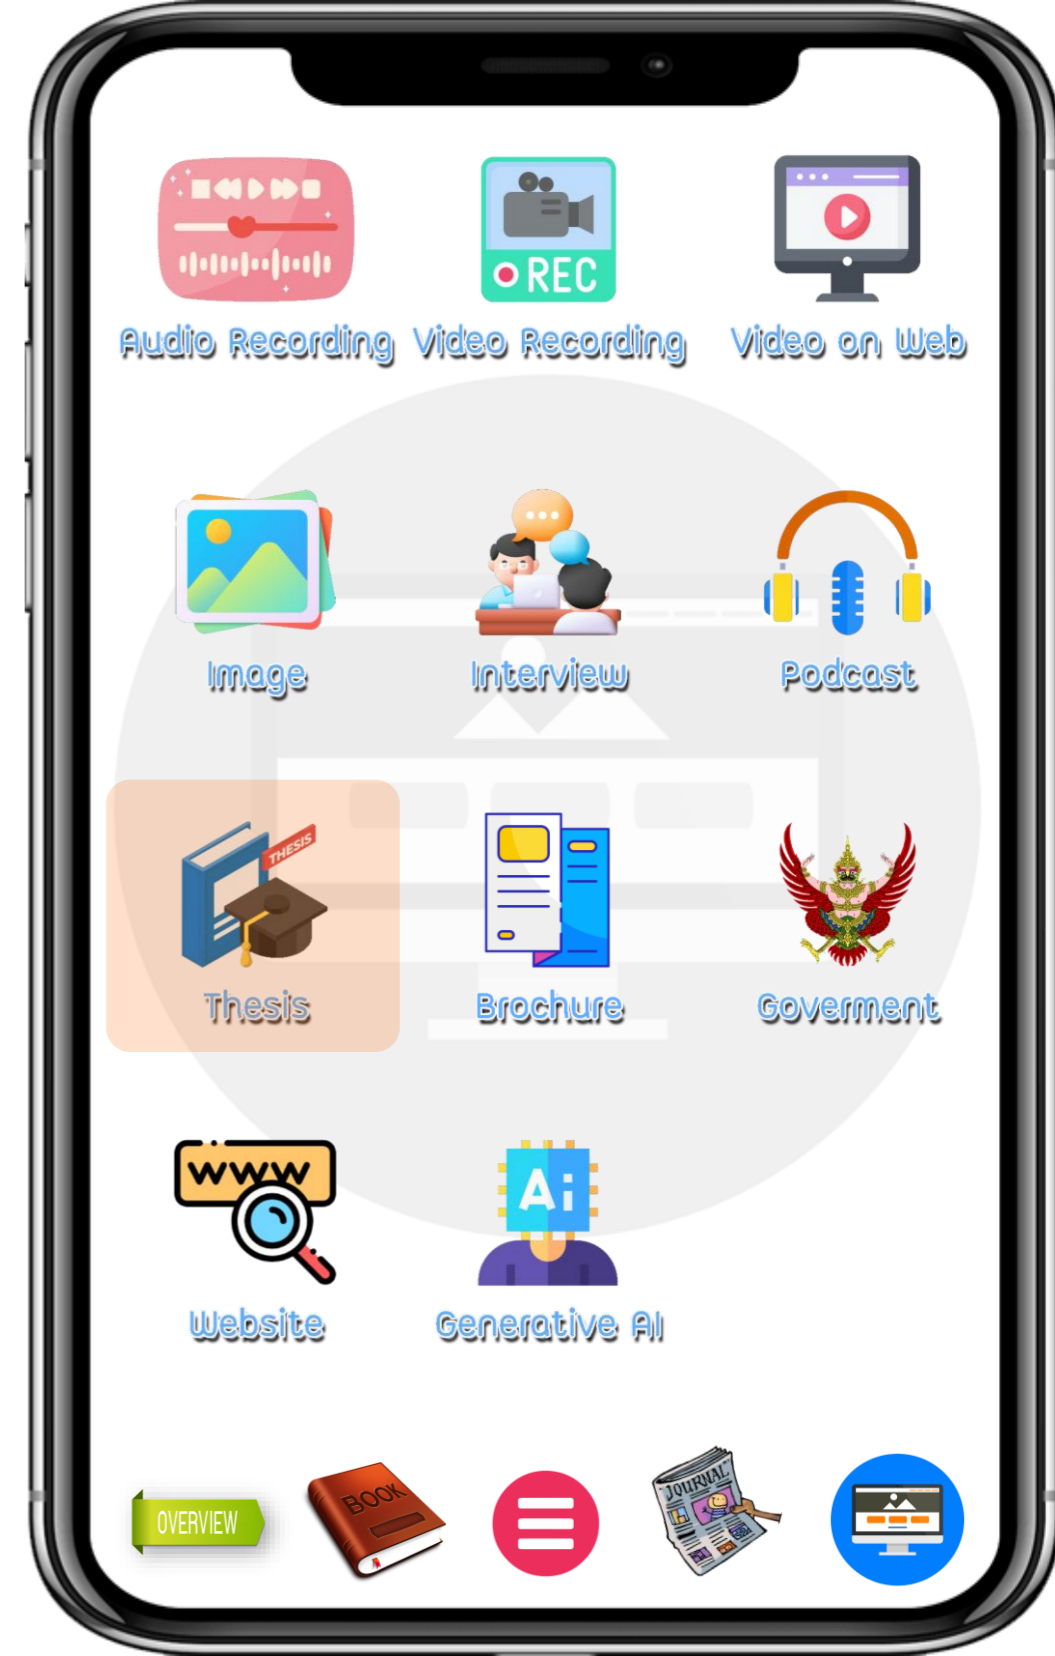 REC
Audio Recording Video Recording Video on Web
Image Interview Podcast
THESIS
Thesis Brochure Goverment
www
Ai
Website Generative AI
OVERVIEW BOOK JOURNAL